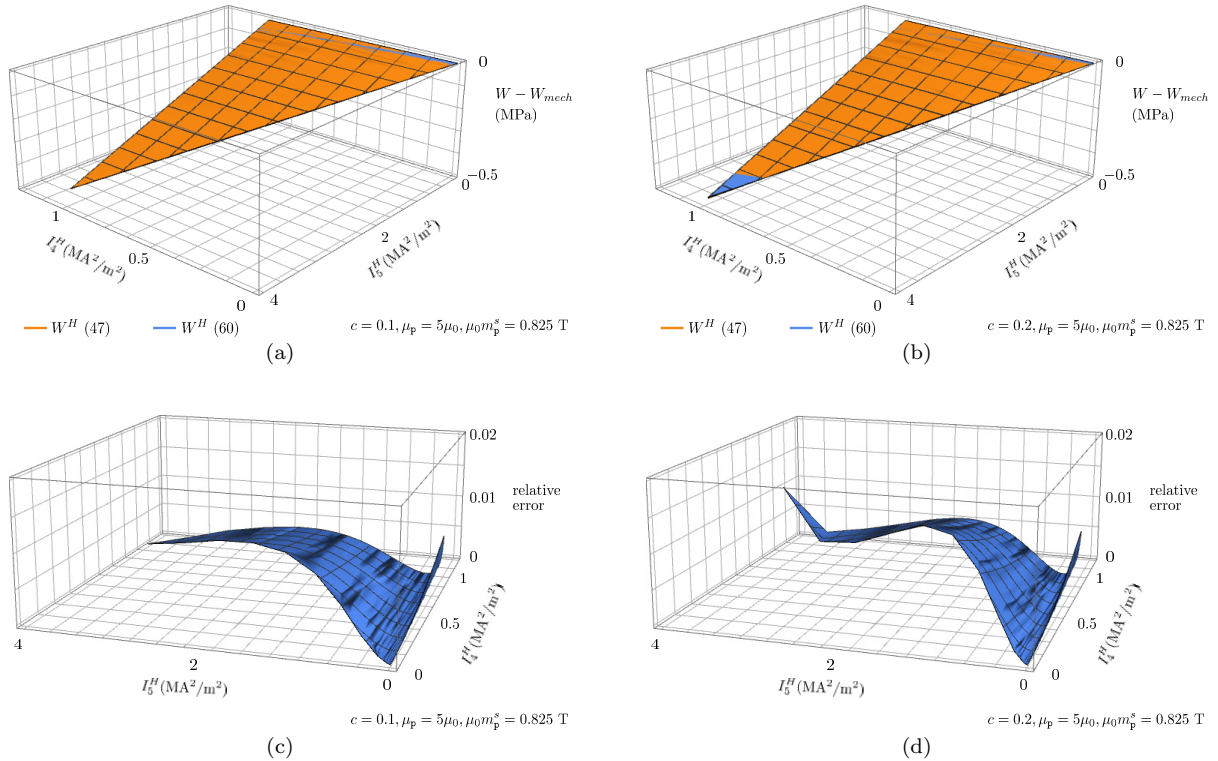 0
W − W_mech
(MPa)
−0.5
0
1
I_4^H (MA²/m²)
0.5
2
I_5^H (MA²/m²)
0
4
W^H (47)
W^H (60)
c = 0.1, μ_p = 5μ_0, μ_0 m_p^s = 0.825 T
(a)
0
W − W_mech
(MPa)
−0.5
0
1
I_4^H (MA²/m²)
0.5
2
I_5^H (MA²/m²)
0
4
W^H (47)
W^H (60)
c = 0.2, μ_p = 5μ_0, μ_0 m_p^s = 0.825 T
(b)
0.02
0.01
relative
error
0
1
I_4^H (MA²/m²)
0.5
4
2
0
0
I_5^H (MA²/m²)
c = 0.1, μ_p = 5μ_0, μ_0 m_p^s = 0.825 T
(c)
0.02
0.01
relative
error
0
1
I_4^H (MA²/m²)
0.5
4
2
0
0
I_5^H (MA²/m²)
c = 0.2, μ_p = 5μ_0, μ_0 m_p^s = 0.825 T
(d)